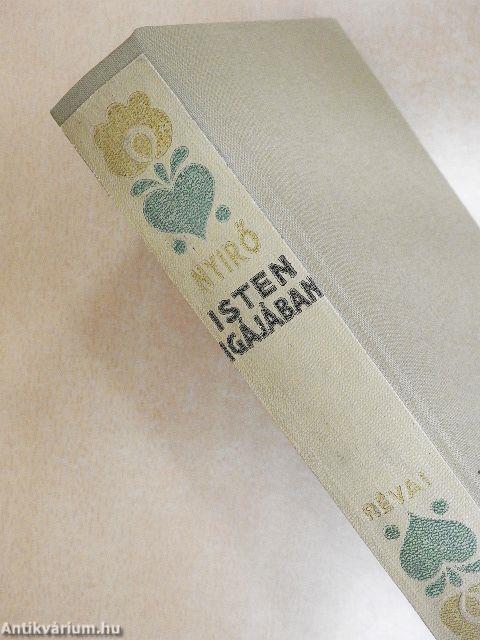 NYIRŐ
ISTEN
IGÁJÁBAN
RÉVAI
Antikvárium.hu